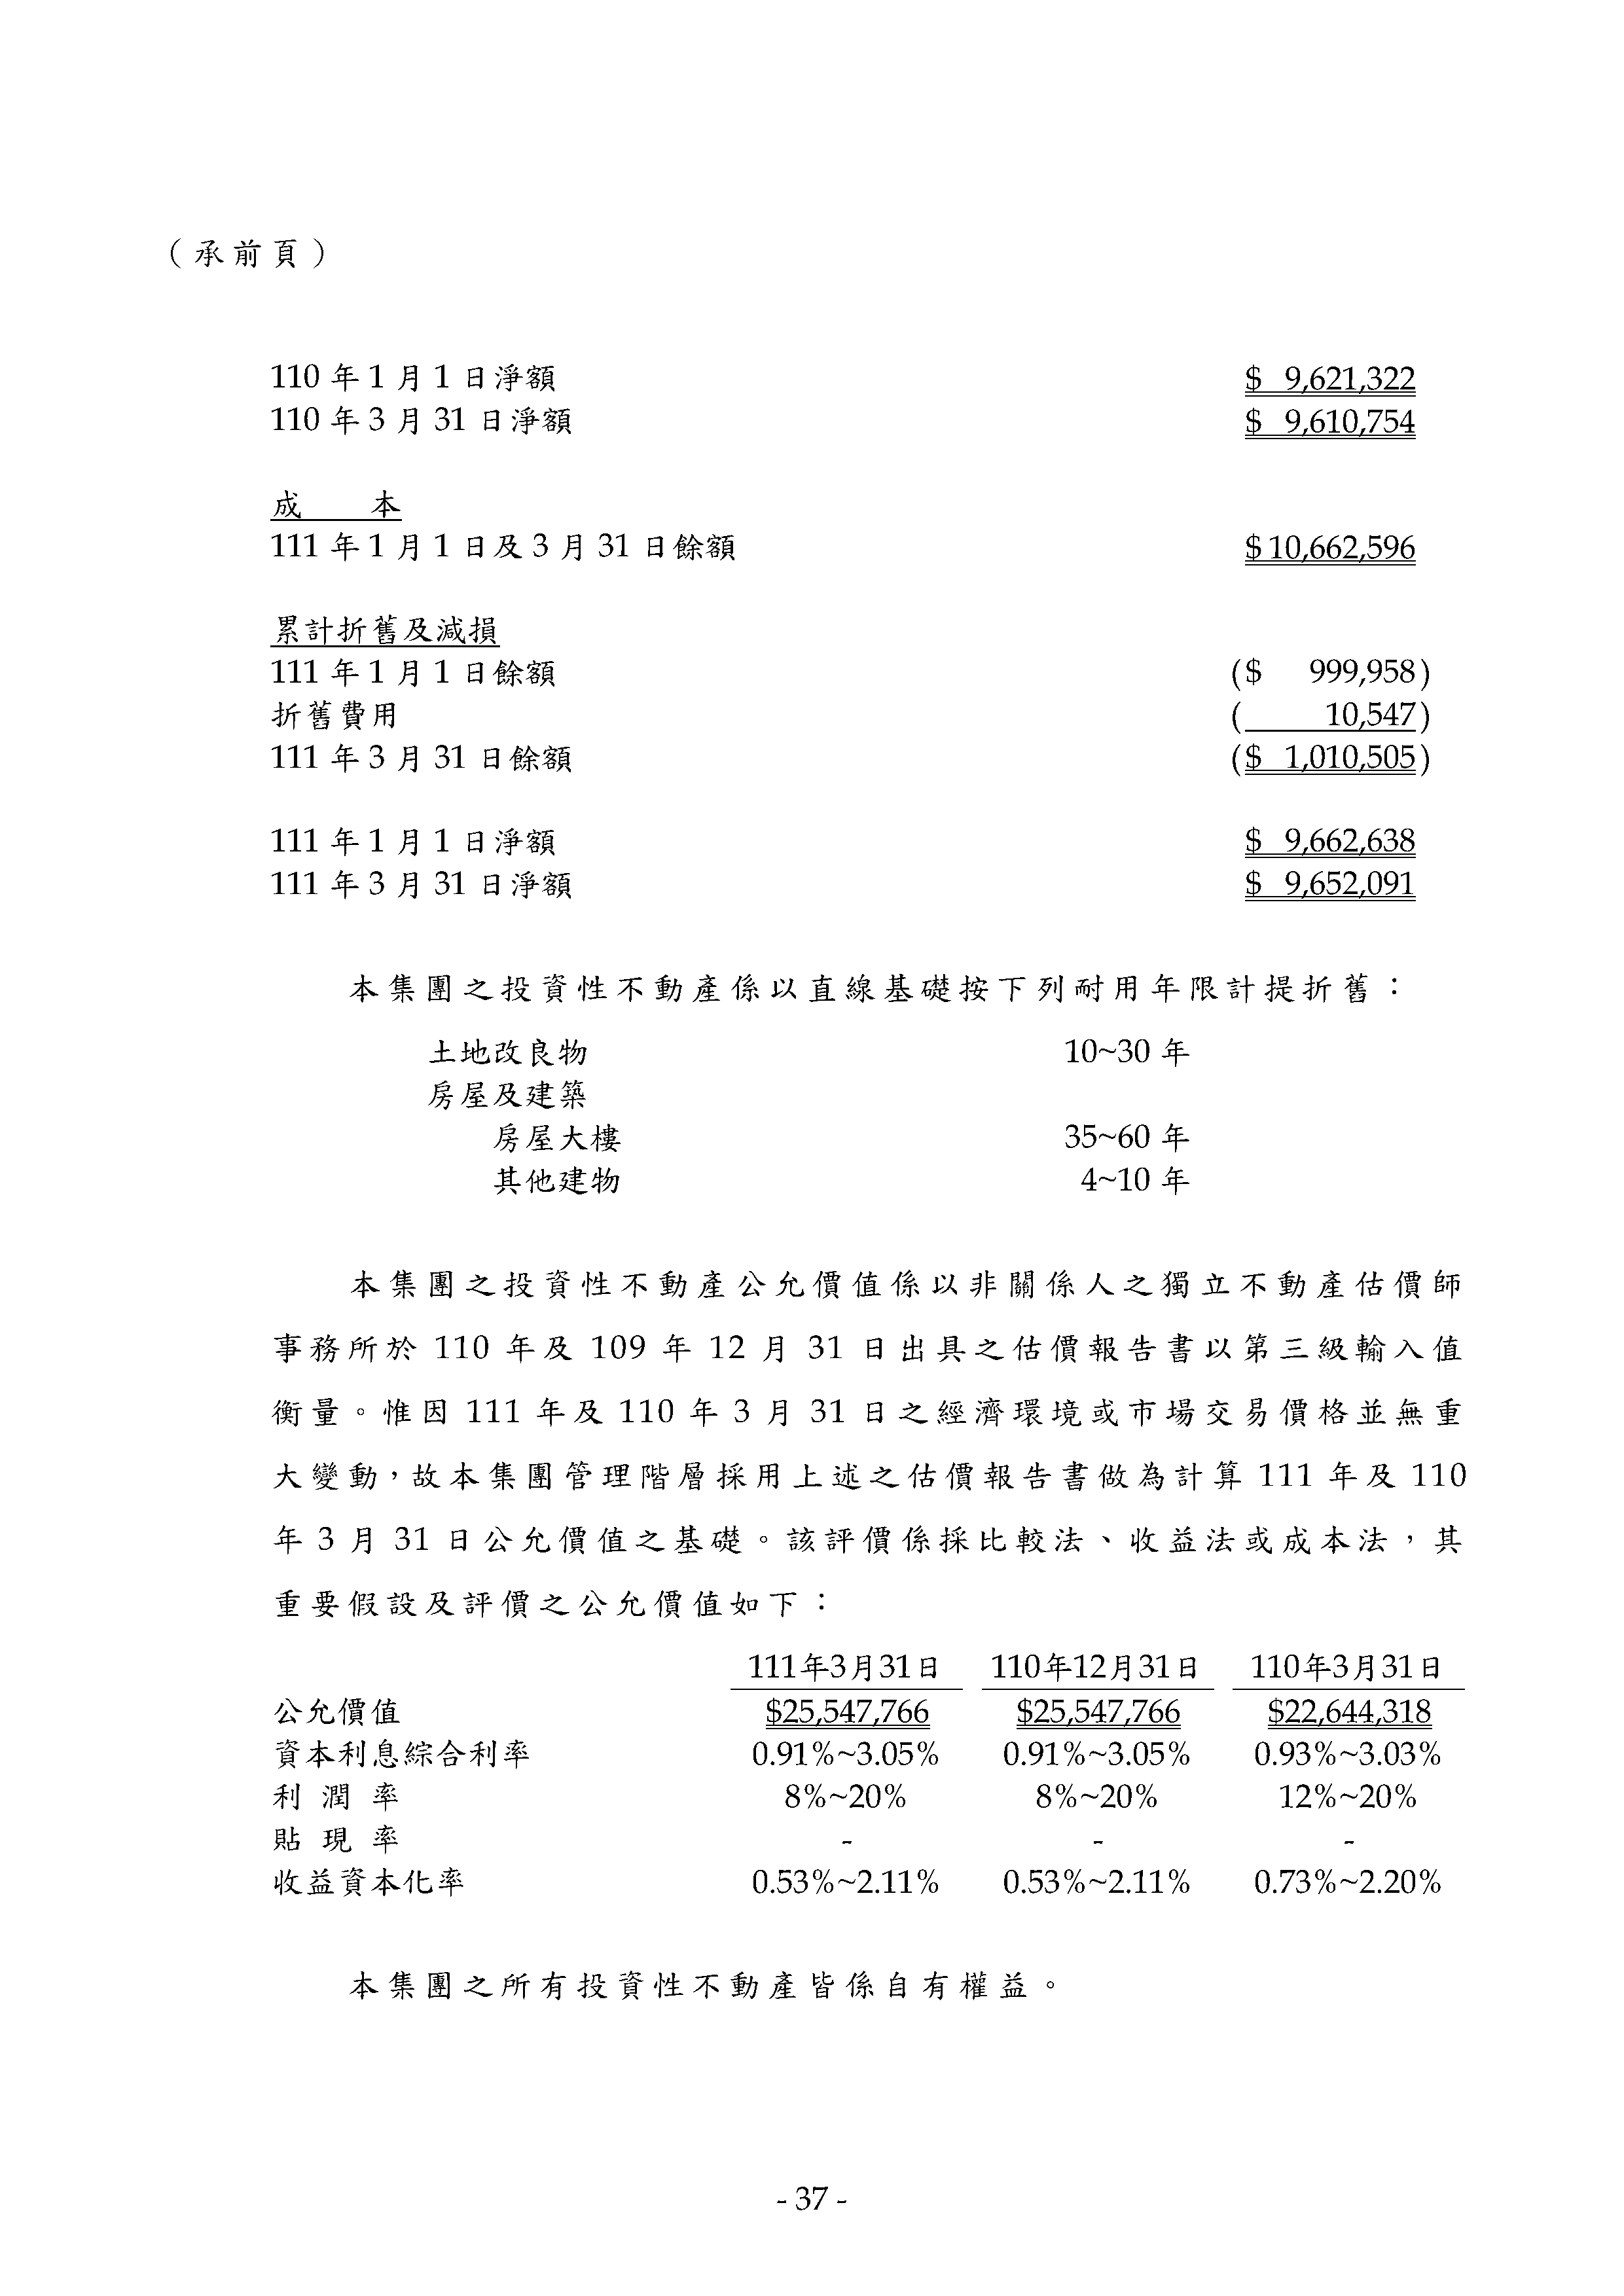 （承前頁）
110 年 1 月 1 日淨額 $ 9,621,322
110 年 3 月 31 日淨額 $ 9,610,754
成　　本
111 年 1 月 1 日及 3 月 31 日餘額 $10,662,596
累計折舊及減損
111 年 1 月 1 日餘額 ($ 999,958)
折舊費用 ( 10,547)
111 年 3 月 31 日餘額 ($ 1,010,505)
111 年 1 月 1 日淨額 $ 9,662,638
111 年 3 月 31 日淨額 $ 9,652,091
本集團之投資性不動產係以直線基礎按下列耐用年限計提折舊：
土地改良物 10~30 年
房屋及建築
房屋大樓 35~60 年
其他建物 4~10 年
本集團之投資性不動產公允價值係以非關係人之獨立不動產估價師
事務所於 110 年及 109 年 12 月 31 日出具之估價報告書以第三級輸入值
衡量。惟因 111 年及 110 年 3 月 31 日之經濟環境或市場交易價格並無重
大變動，故本集團管理階層採用上述之估價報告書做為計算 111 年及 110
年 3 月 31 日公允價值之基礎。該評價係採比較法、收益法或成本法，其
重要假設及評價之公允價值如下：
111年3月31日 110年12月31日 110年3月31日
公允價值 $25,547,766 $25,547,766 $22,644,318
資本利息綜合利率 0.91%~3.05% 0.91%~3.05% 0.93%~3.03%
利 潤 率 8%~20% 8%~20% 12%~20%
貼 現 率 - - -
收益資本化率 0.53%~2.11% 0.53%~2.11% 0.73%~2.20%
本集團之所有投資性不動產皆係自有權益。
- 37 -